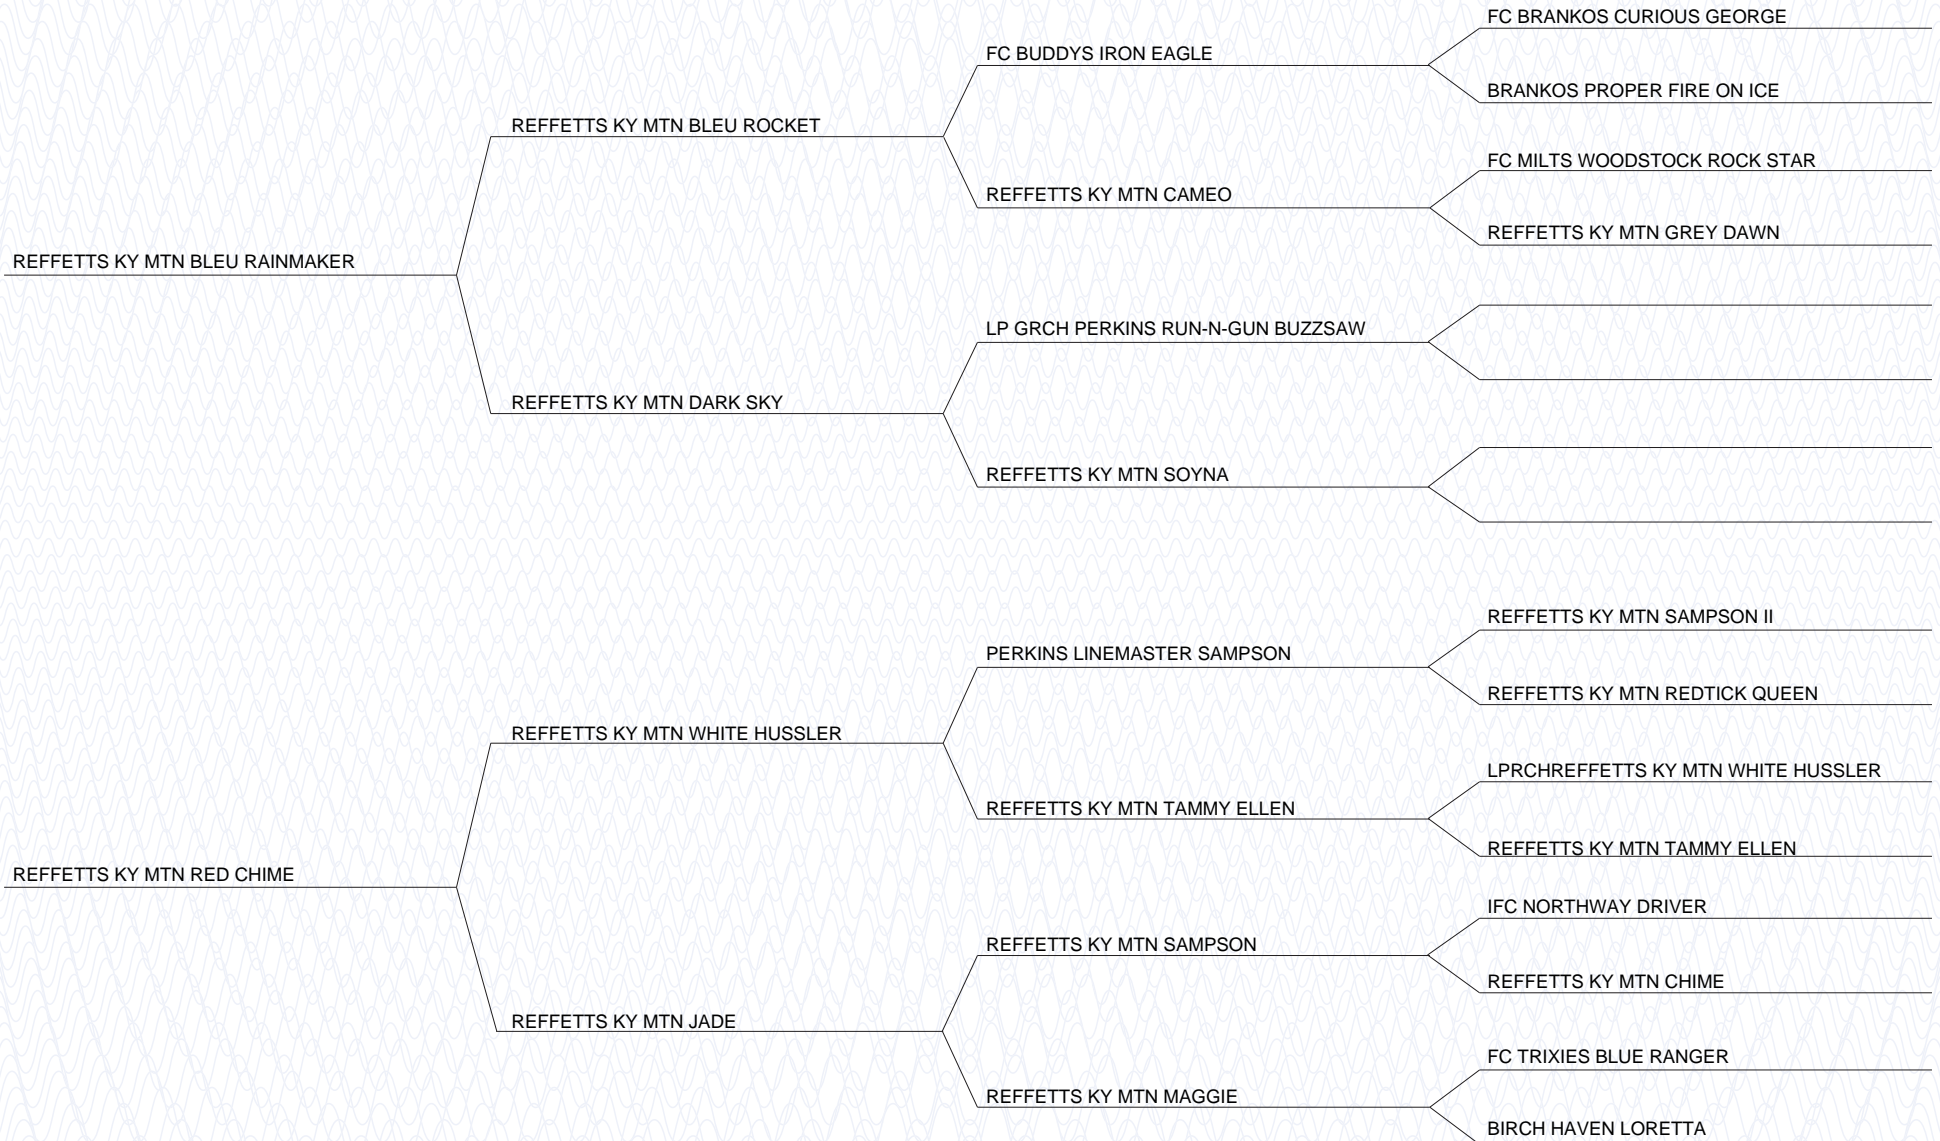 FC BRANKOS CURIOUS GEORGE
FC BUDDYS IRON EAGLE
BRANKOS PROPER FIRE ON ICE
REFFETTS KY MTN BLEU ROCKET
FC MILTS WOODSTOCK ROCK STAR
REFFETTS KY MTN CAMEO
REFFETTS KY MTN GREY DAWN
REFFETTS KY MTN BLEU RAINMAKER
LP GRCH PERKINS RUN-N-GUN BUZZSAW
REFFETTS KY MTN DARK SKY
REFFETTS KY MTN SOYNA
REFFETTS KY MTN SAMPSON II
PERKINS LINEMASTER SAMPSON
REFFETTS KY MTN REDTICK QUEEN
REFFETTS KY MTN WHITE HUSSLER
LPRCHREFFETTS KY MTN WHITE HUSSLER
REFFETTS KY MTN TAMMY ELLEN
REFFETTS KY MTN TAMMY ELLEN
REFFETTS KY MTN RED CHIME
IFC NORTHWAY DRIVER
REFFETTS KY MTN SAMPSON
REFFETTS KY MTN CHIME
REFFETTS KY MTN JADE
FC TRIXIES BLUE RANGER
REFFETTS KY MTN MAGGIE
BIRCH HAVEN LORETTA